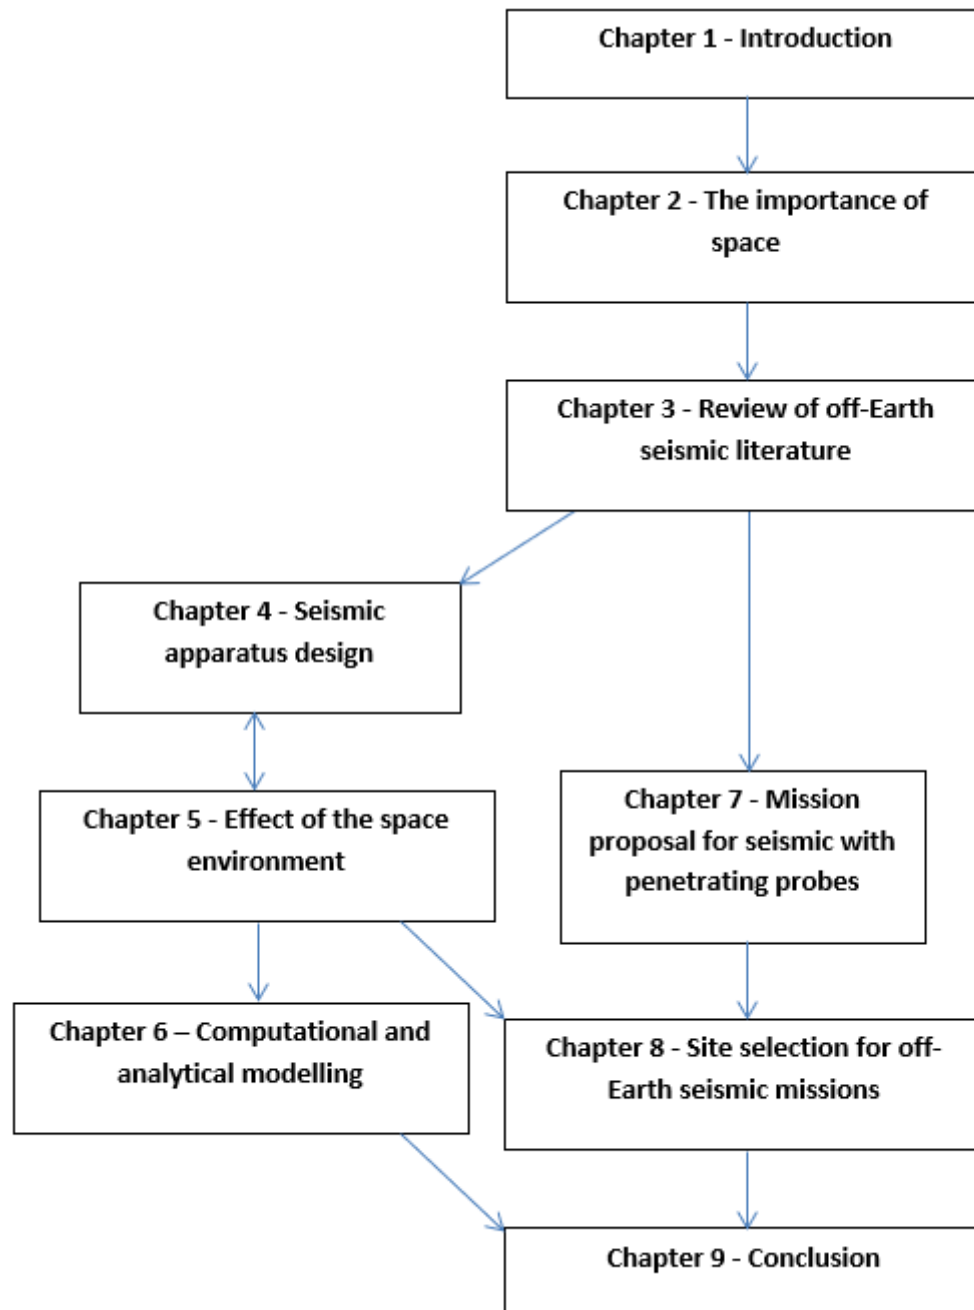 Chapter 1 - Introduction
Chapter 2 - The importance of
space
Chapter 3 - Review of off-Earth
seismic literature
Chapter 4 - Seismic
apparatus design
Chapter 5 - Effect of the space
environment
Chapter 6 – Computational and
analytical modelling
Chapter 7 - Mission
proposal for seismic with
penetrating probes
Chapter 8 - Site selection for off-
Earth seismic missions
Chapter 9 - Conclusion